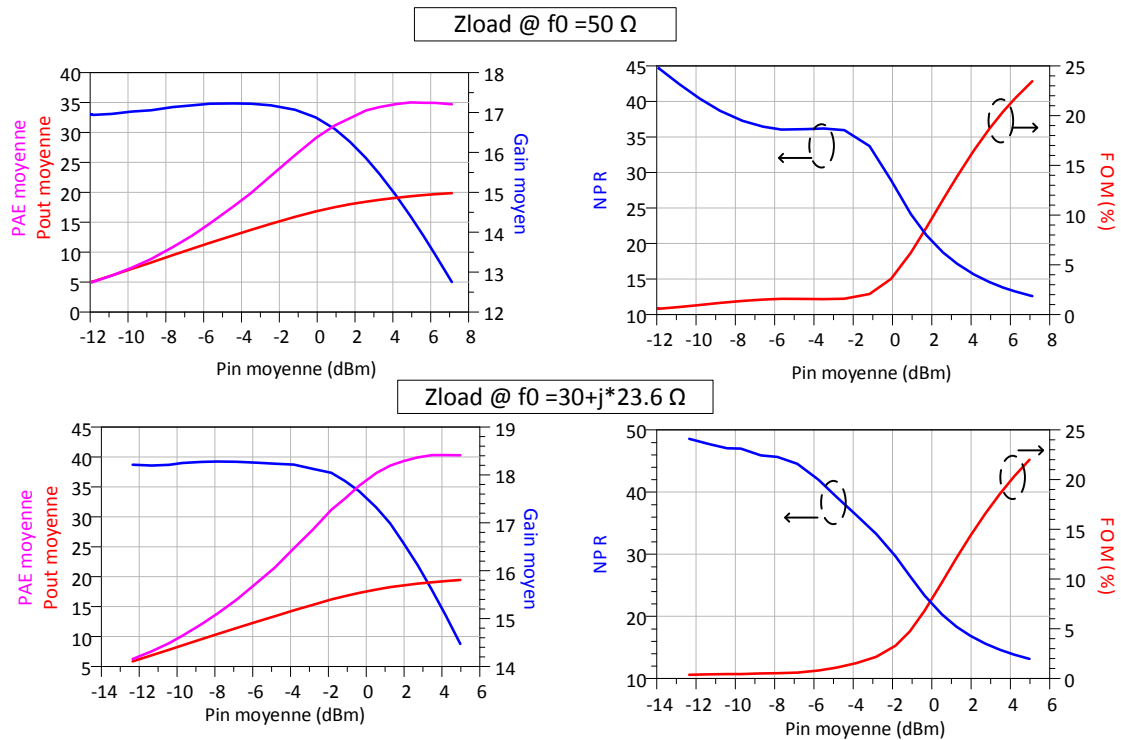 Zload @ f0 =50 Ω
PAE moyenne
Pout moyenne
40
35
30
25
20
15
10
5
0
18
17
16
15
14
13
12
Gain moyen
-12 -10 -8 -6 -4 -2 0 2 4 6 8
Pin moyenne (dBm)
NPR
45
40
35
30
25
20
15
10
25
20
15
10
5
0
FOM(%)
-12 -10 -8 -6 -4 -2 0 2 4 6 8
Pin moyenne (dBm)
Zload @ f0 =30+j*23.6 Ω
PAE moyenne
Pout moyenne
45
40
35
30
25
20
15
10
5
19
18
17
16
15
14
Gain moyen
-14 -12 -10 -8 -6 -4 -2 0 2 4 6
Pin moyenne (dBm)
NPR
50
40
30
20
10
25
20
15
10
5
0
FOM(%)
-14 -12 -10 -8 -6 -4 -2 0 2 4 6
Pin moyenne (dBm)